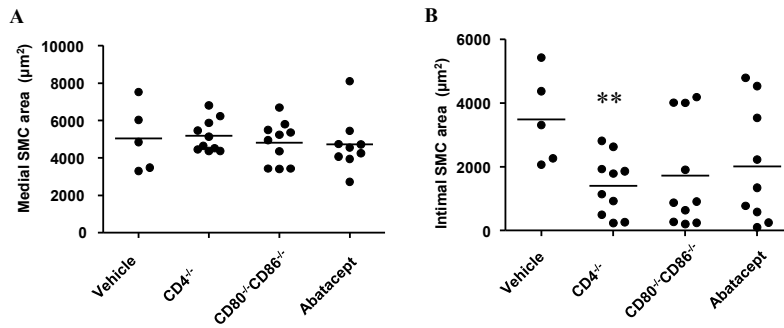 A
Medial SMC area (µm²)
10000
8000
6000
4000
2000
0
Vehicle
CD4⁻/⁻
CD80⁻/⁻CD86⁻/⁻
Abatacept
B
Intimal SMC area (µm²)
6000
4000
2000
0
**
Vehicle
CD4⁻/⁻
CD80⁻/⁻CD86⁻/⁻
Abatacept